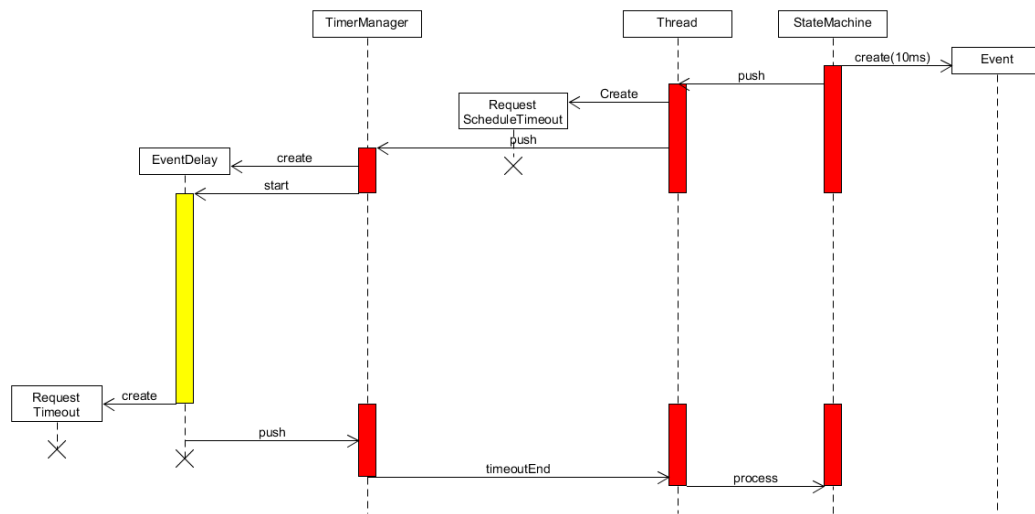 TimerManager
Thread
StateMachine
create(10ms)
Event
push
Create
Request
ScheduleTimeout
push
EventDelay
create
start
Request
Timeout
create
push
timeoutEnd
process